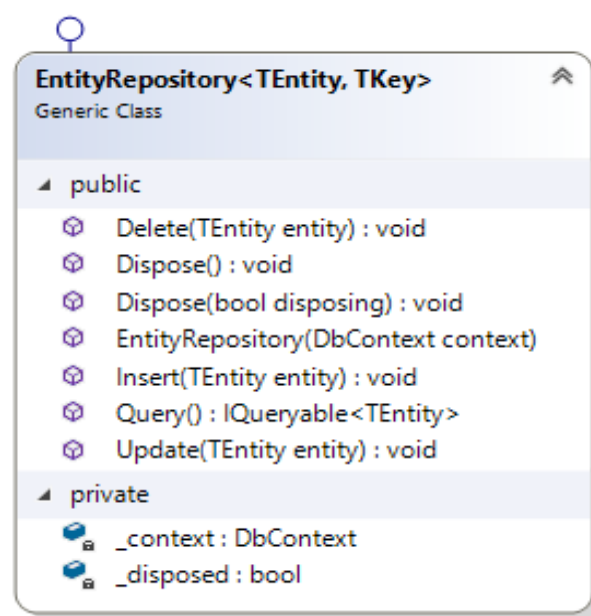 EntityRepository<TEntity, TKey>
Generic Class
public
Delete(TEntity entity) : void
Dispose() : void
Dispose(bool disposing) : void
EntityRepository(DbContext context)
Insert(TEntity entity) : void
Query() : IQueryable<TEntity>
Update(TEntity entity) : void
private
_context : DbContext
_disposed : bool